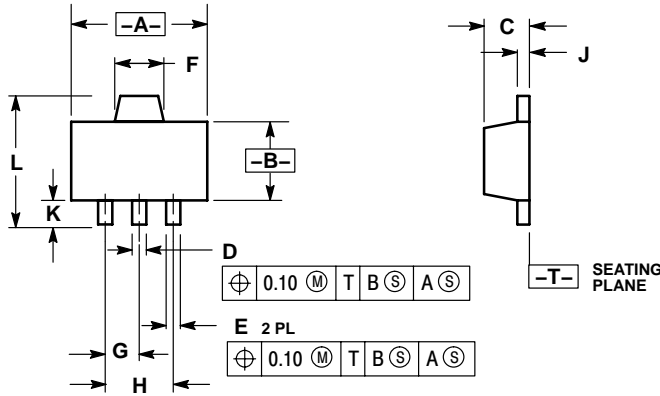 –A–
C
F
J
L
–B–
K
D
⌖ 0.10 Ⓜ T B Ⓢ A Ⓢ
–T– SEATING
PLANE
E 2 PL
⌖ 0.10 Ⓜ T B Ⓢ A Ⓢ
G
H